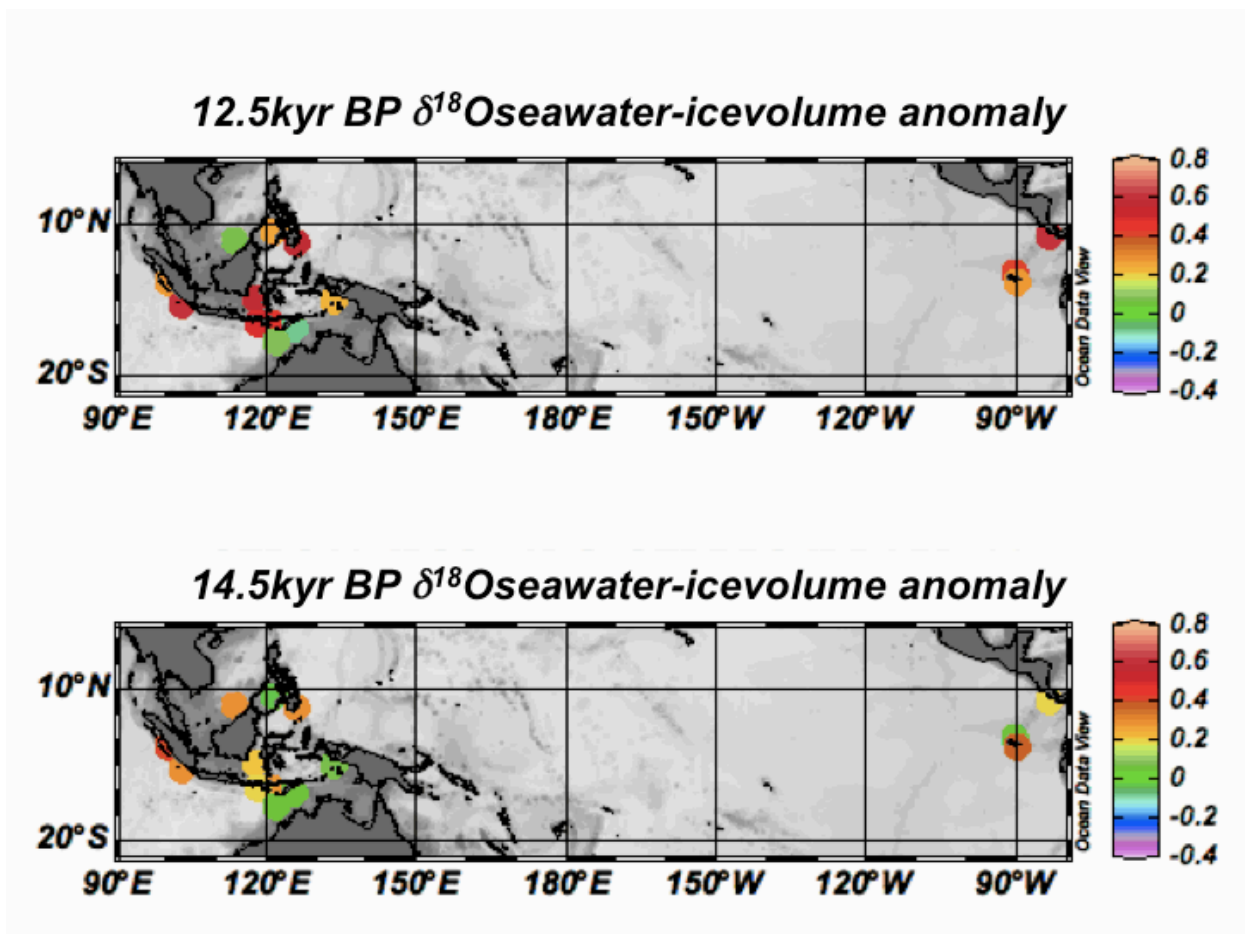 12.5kyr BP δ18Oseawater-icevolume anomaly
10°N
20°S
90°E 120°E 150°E 180°E 150°W 120°W 90°W
Ocean Data View
0.8
0.6
0.4
0.2
0
-0.2
-0.4
14.5kyr BP δ18Oseawater-icevolume anomaly
10°N
20°S
90°E 120°E 150°E 180°E 150°W 120°W 90°W
Ocean Data View
0.8
0.6
0.4
0.2
0
-0.2
-0.4